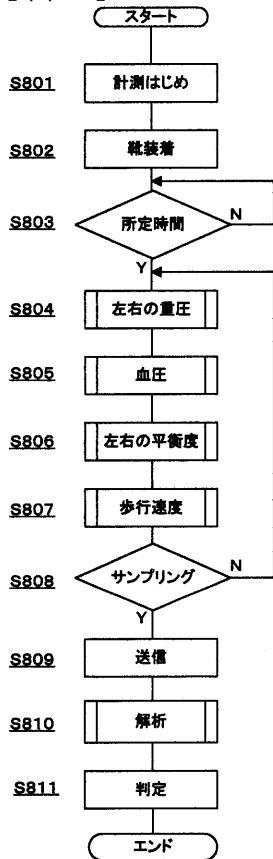 スタート
S801 計測はじめ
S802 靴装着
S803 所定時間 N
Y
S804 左右の重圧
S805 血圧
S806 左右の平衡度
S807 歩行速度
S808 サンプリング N
Y
S809 送信
S810 解析
S811 判定
エンド